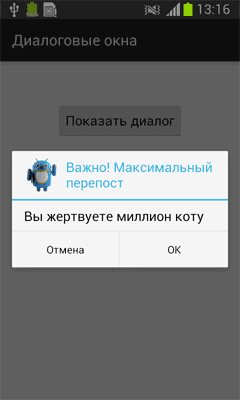 13:16
Диалоговые окна
Показать диалог
Важно! Максимальный
перепост
Вы жертвуете миллион коту
Отмена
OK